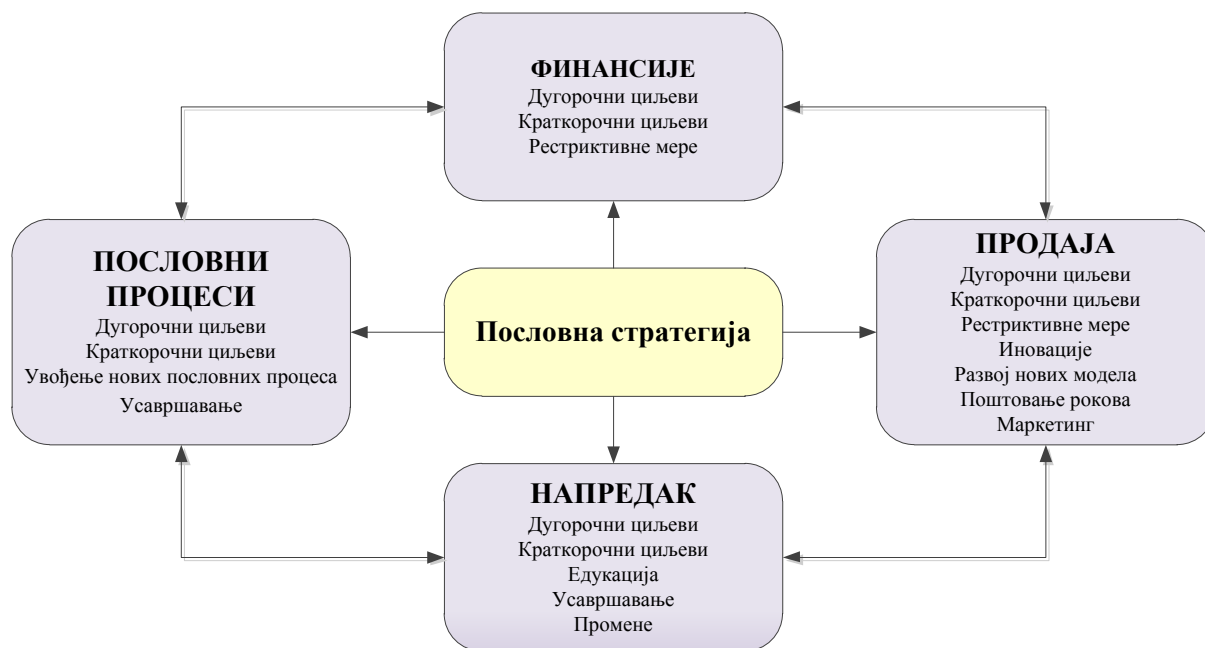 ФИНАНСИЈЕ
Дугорочни циљеви
Краткорочни циљеви
Рестриктивне мере
ПОСЛОВНИ
ПРОЦЕСИ
Дугорочни циљеви
Краткорочни циљеви
Увођење нових пословних процеса
Усавршавање
Пословна стратегија
ПРОДАЈА
Дугорочни циљеви
Краткорочни циљеви
Рестриктивне мере
Иновације
Развој нових модела
Поштовање рокова
Маркетинг
НАПРЕДАК
Дугорочни циљеви
Краткорочни циљеви
Едукација
Усавршавање
Промене